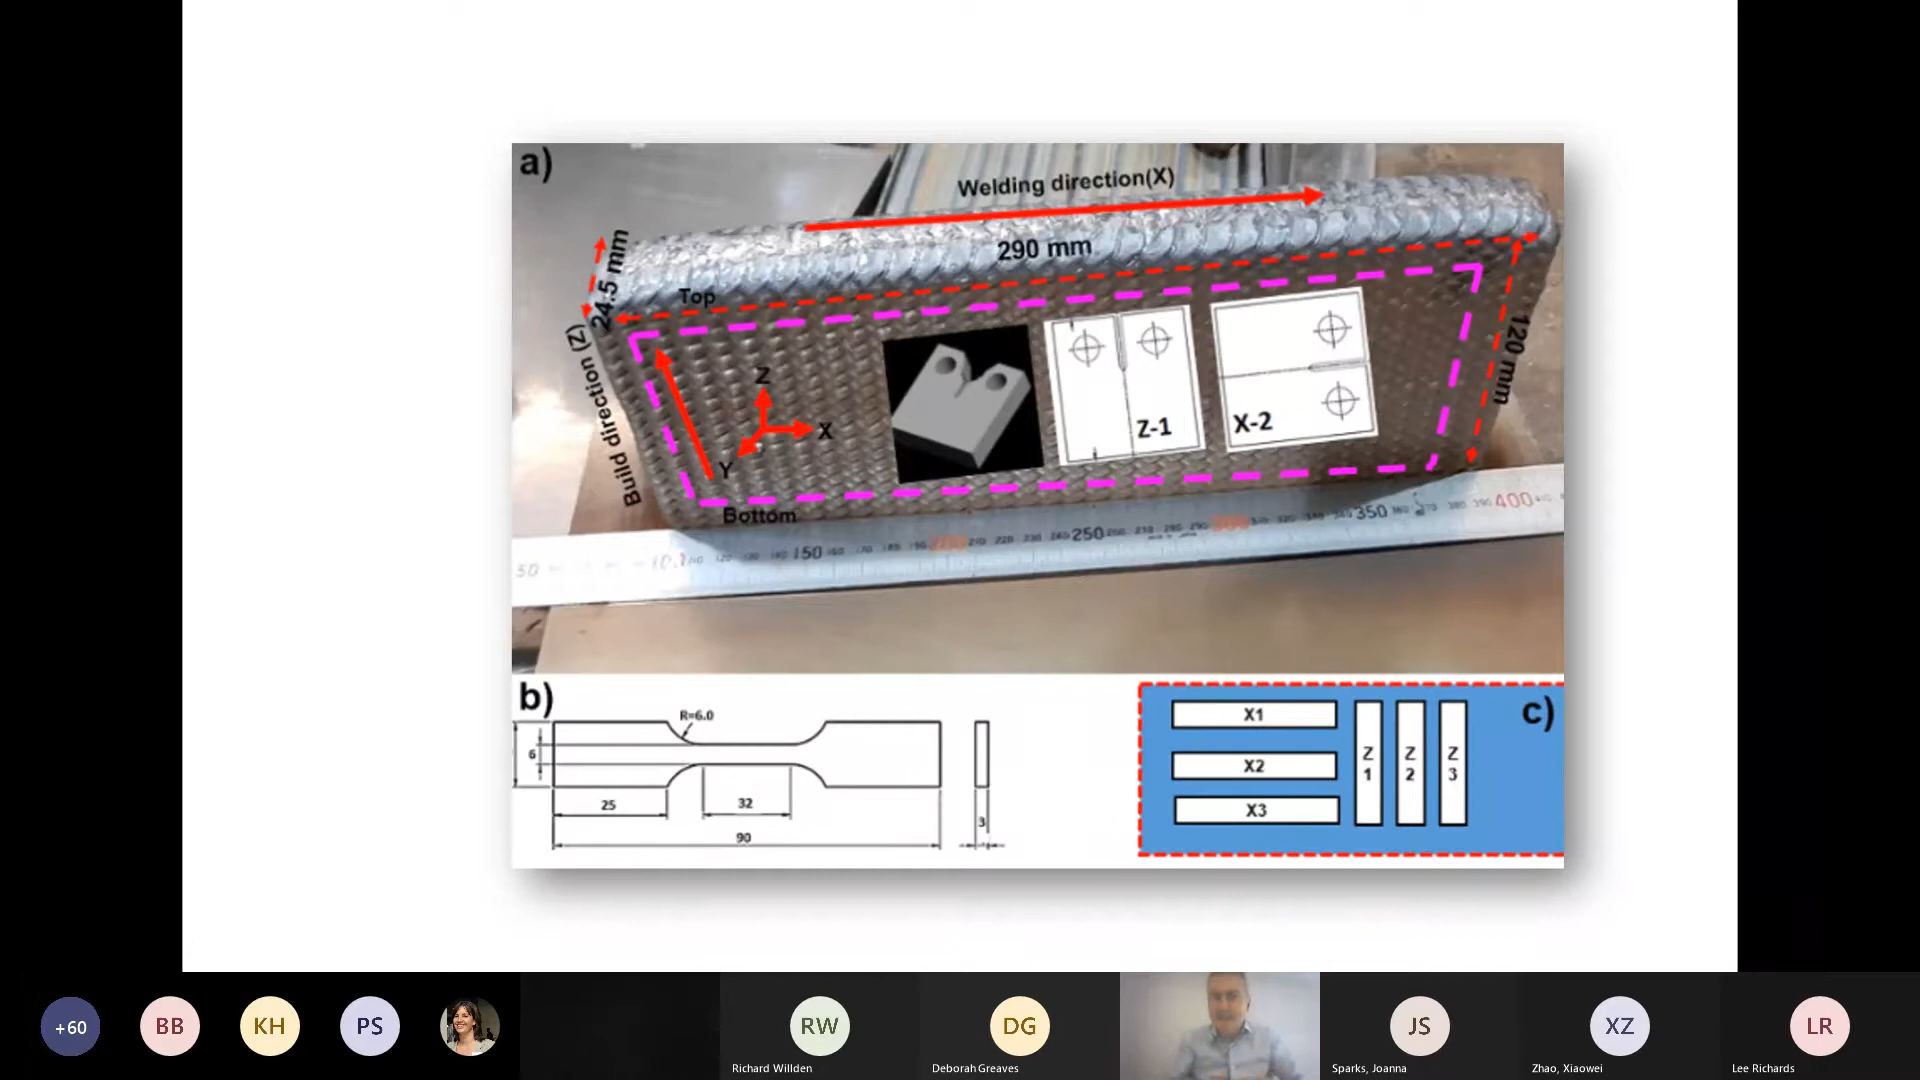 a)
Welding direction(X)
290 mm
24.5 mm
Top
Build direction (Z)
120 mm
Z
X
Y
Z-1
X-2
Bottom
150
250
350
400
b)
R=6.0
6
25
32
90
3
c)
X1
X2
X3
Z
1
Z
2
Z
3
+60
BB
KH
PS
RW
DG
JS
XZ
LR
Richard Willden
Deborah Greaves
Sparks, Joanna
Zhao, Xiaowei
Lee Richards